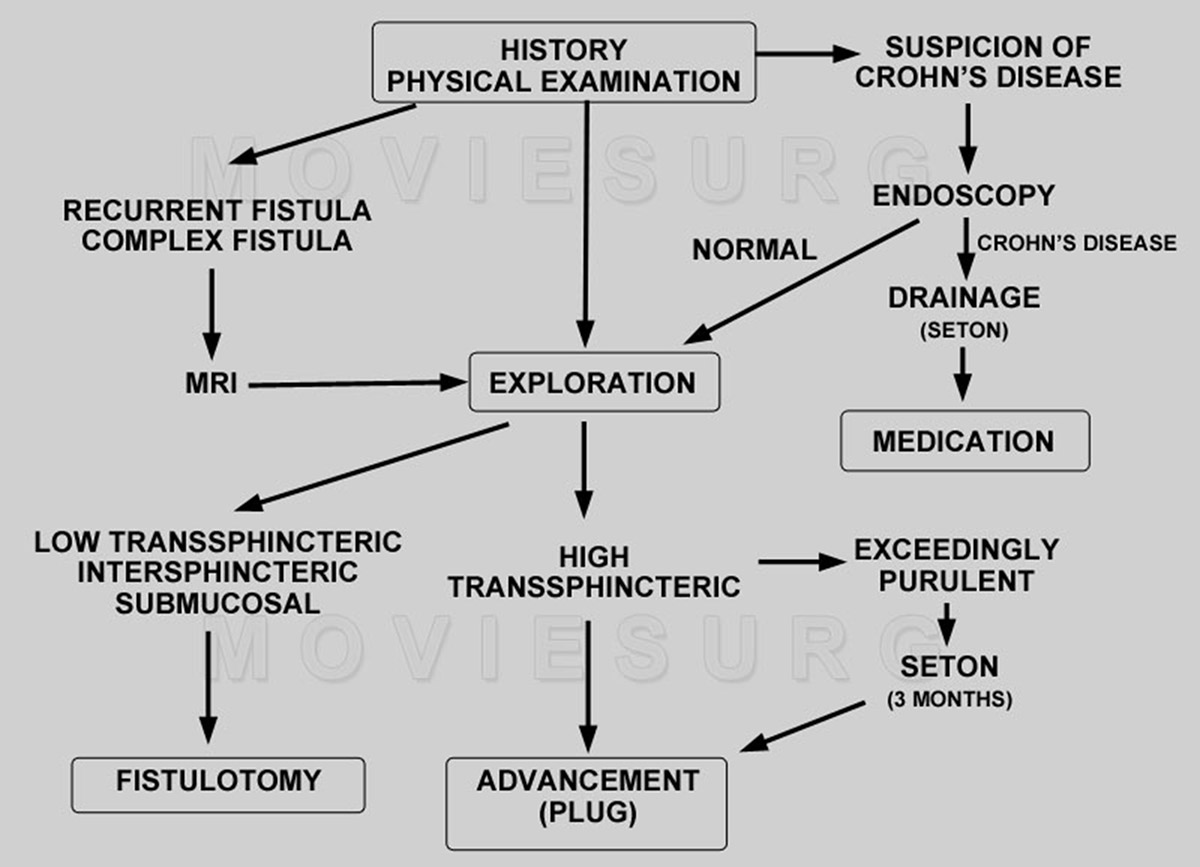 HISTORY
PHYSICAL EXAMINATION
SUSPICION OF
CROHN'S DISEASE
MOVIESURG
RECURRENT FISTULA
COMPLEX FISTULA
ENDOSCOPY
NORMAL
CROHN'S DISEASE
DRAINAGE
(SETON)
MRI
EXPLORATION
MEDICATION
LOW TRANSSPHINCTERIC
INTERSPHINCTERIC
SUBMUCOSAL
HIGH
TRANSSPHINCTERIC
EXCEEDINGLY
PURULENT
MOVIESURG
SETON
(3 MONTHS)
FISTULOTOMY
ADVANCEMENT
(PLUG)